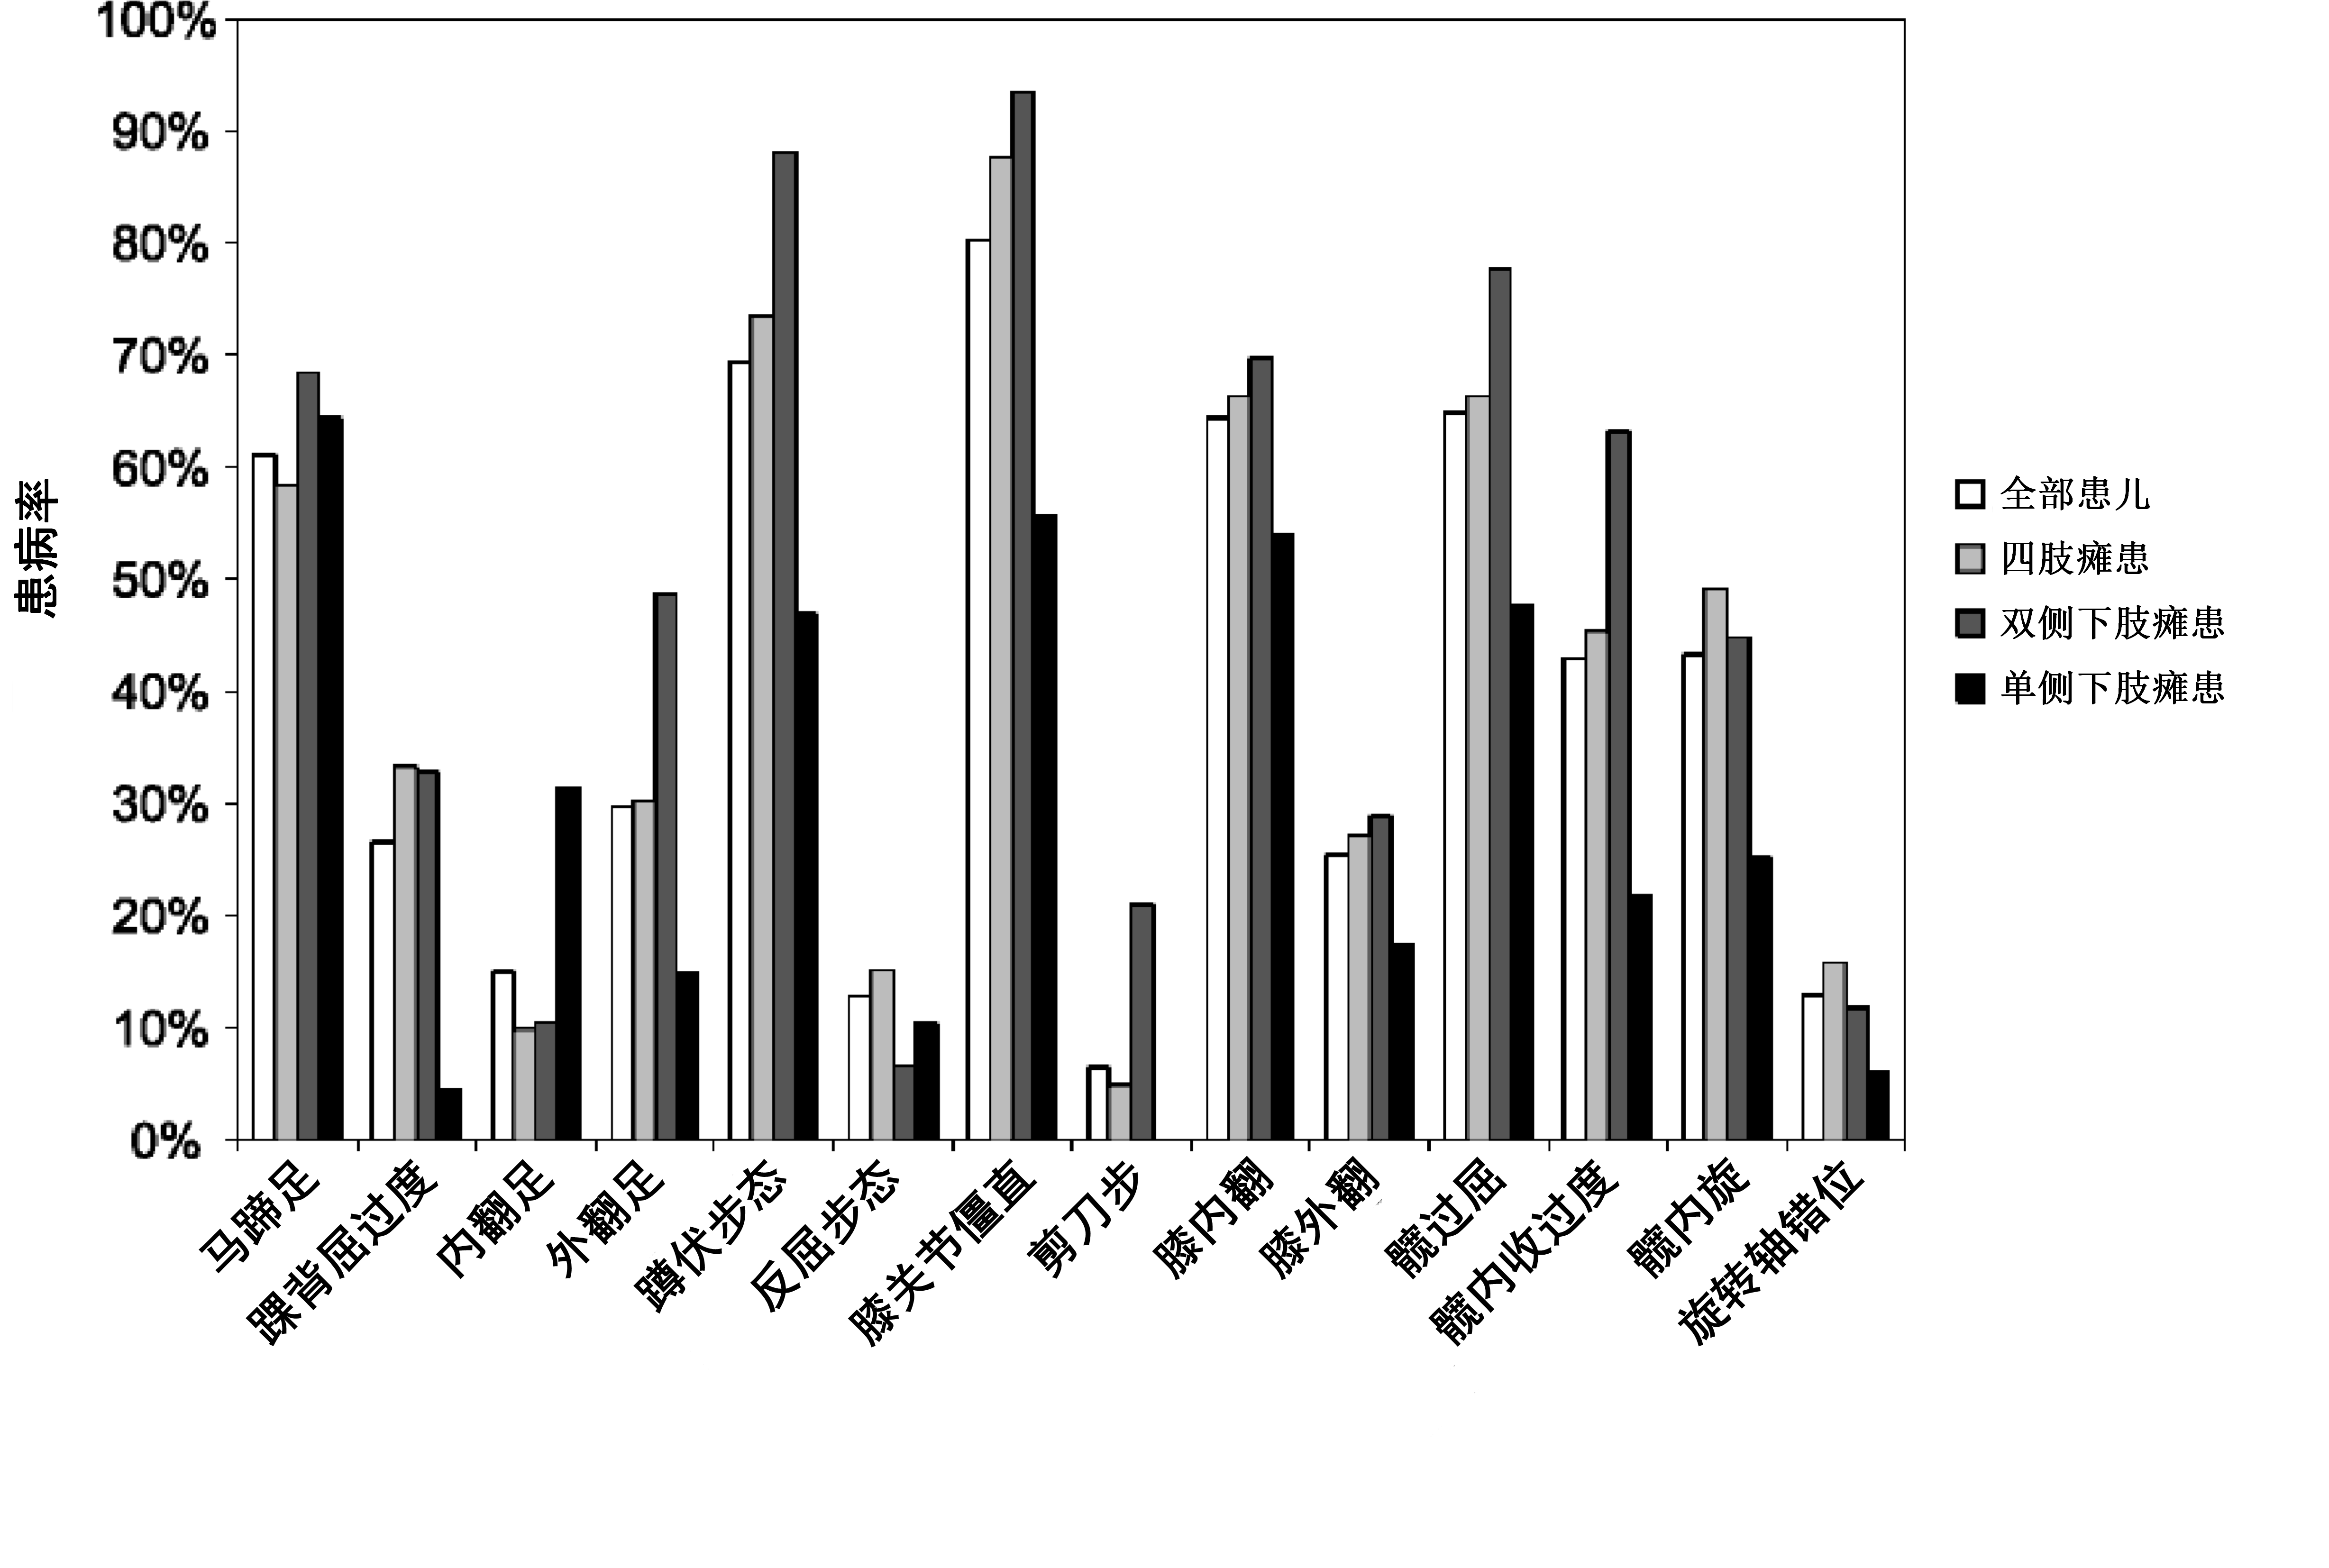 100%
90%
80%
70%
60%
50%
40%
30%
20%
10%
0%
患病率
马蹄足
踝背屈过度
内翻足
外翻足
蹲伏步态
反屈步态
膝关节僵直
剪刀步
膝内翻
膝外翻
髋过屈
髋内收过度
髋内旋
旋转轴错位
全部患儿
四肢瘫患
双侧下肢瘫患
单侧下肢瘫患